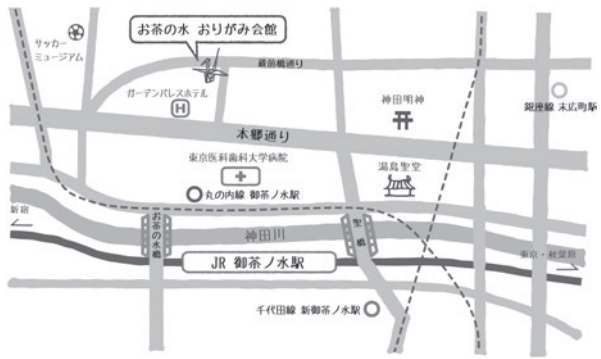 お茶の水 おりがみ会館
サッカー
ミュージアム
蔵前橋通り
ガーデンパレスホテル
H
神田明神
銀座線 末広町駅
本郷通り
東京医科歯科大学病院
湯島聖堂
丸の内線 御茶ノ水駅
新宿
お茶の水橋
神田川
聖橋
JR 御茶ノ水駅
東京・秋葉原
千代田線 新御茶ノ水駅